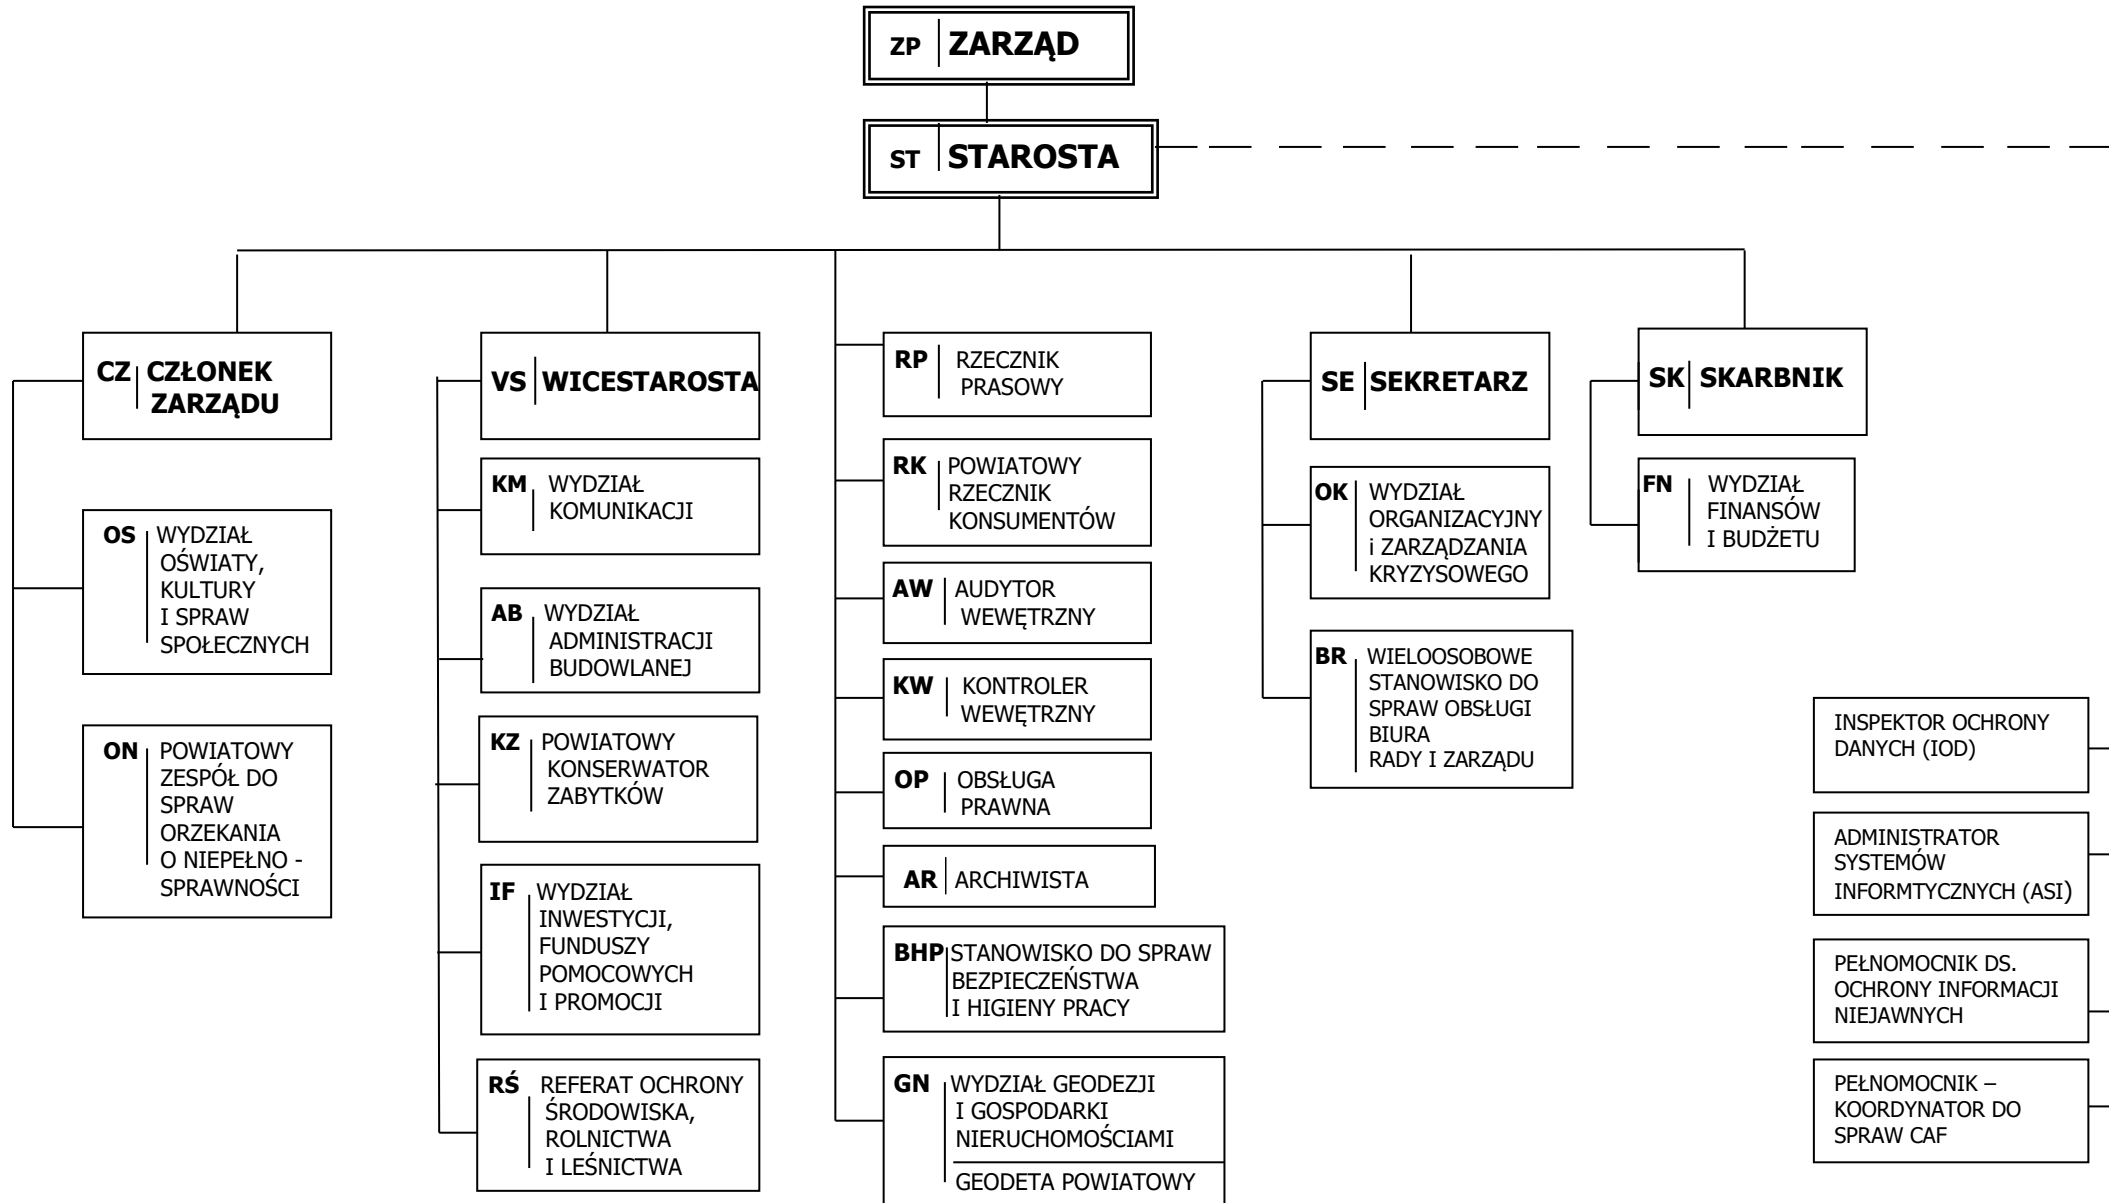 ZP ZARZĄD
ST STAROSTA
CZ CZŁONEK
ZARZĄDU
OS WYDZIAŁ
OŚWIATY,
KULTURY
I SPRAW
SPOŁECZNYCH
ON POWIATOWY
ZESPÓŁ DO
SPRAW
ORZEKANIA
O NIEPEŁNO -
SPRAWNOŚCI
VS WICESTAROSTA
KM WYDZIAŁ
KOMUNIKACJI
AB WYDZIAŁ
ADMINISTRACJI
BUDOWLANEJ
KZ POWIATOWY
KONSERWATOR
ZABYTKÓW
IF WYDZIAŁ
INWESTYCJI,
FUNDUSZY
POMOCOWYCH
I PROMOCJI
RŚ REFERAT OCHRONY
ŚRODOWISKA,
ROLNICTWA
I LEŚNICTWA
RP RZECZNIK
PRASOWY
RK POWIATOWY
RZECZNIK
KONSUMENTÓW
AW AUDYTOR
WEWĘTRZNY
KW KONTROLER
WEWĘTRZNY
OP OBSŁUGA
PRAWNA
AR ARCHIWISTA
BHP STANOWISKO DO SPRAW
BEZPIECZEŃSTWA
I HIGIENY PRACY
GN WYDZIAŁ GEODEZJI
I GOSPODARKI
NIERUCHOMOŚCIAMI
GEODETA POWIATOWY
SE SEKRETARZ
OK WYDZIAŁ
ORGANIZACYJNY
i ZARZĄDZANIA
KRYZYSOWEGO
BR WIELOOSOBOWE
STANOWISKO DO
SPRAW OBSŁUGI
BIURA
RADY I ZARZĄDU
SK SKARBNIK
FN WYDZIAŁ
FINANSÓW
I BUDŻETU
INSPEKTOR OCHRONY
DANYCH (IOD)
ADMINISTRATOR
SYSTEMÓW
INFORMTYCZNYCH (ASI)
PEŁNOMOCNIK DS.
OCHRONY INFORMACJI
NIEJAWNYCH
PEŁNOMOCNIK –
KOORDYNATOR DO
SPRAW CAF